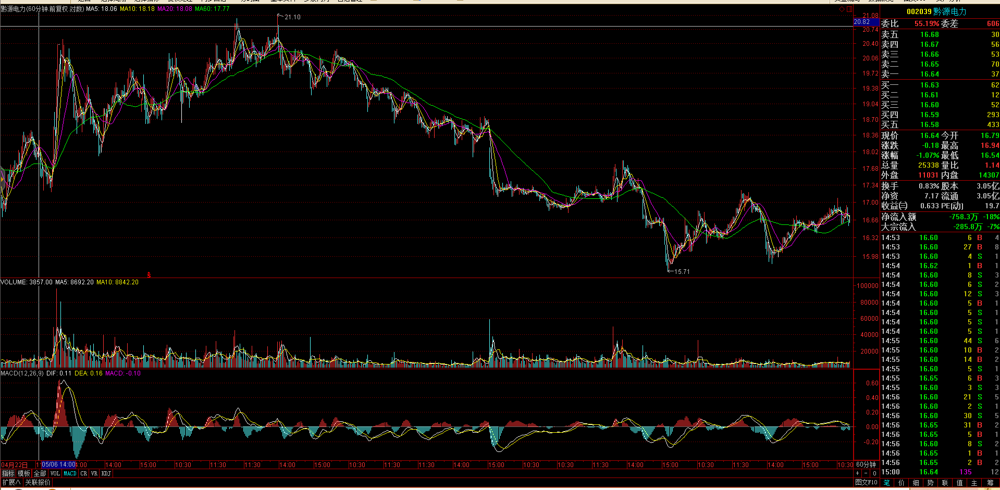 黔源电力(60分钟.前复权.对数) MA5: 18.06 MA10: 18.18 MA20: 18.08 MA60: 17.77
21.10
15.71
S
21.08
20.82
20.74
20.40
20.06
19.72
19.38
19.04
18.70
18.36
18.02
17.68
17.34
17.00
16.66
16.32
15.98
VOLUME: 3857.00 MA5: 8692.20 MA10: 8842.20
100000
80000
60000
40000
20000
MACD(12,26,9) DIF: 0.11 DEA: 0.16 MACD: -0.10
0.60
0.40
0.20
0.00
-0.20
04月22日 05/06 14:00 14:00 15:00 10:30 11:30 11:30 14:00 15:00 10:30 11:30 11:30 14:00 15:00 10:30 10:30 11:30 14:00 15:00 10:30 11:30 14:00 15:00 10:30 60分钟
指标 模板 全部 VOL MACD CR VR KDJ + - 0
扩展∧ 关联报价 图文F10
002039 黔源电力
委比 55.19% 委差 606
卖五 16.68 30
卖四 16.67 56
卖三 16.66 53
卖二 16.65 70
卖一 16.64 37
买一 16.63 62
买二 16.61 12
买三 16.60 52
买四 16.59 293
买五 16.58 433
现价 16.64 今开 16.79
涨跌 -0.18 最高 16.94
涨幅 -1.07% 最低 16.54
总量 25338 量比 1.14
外盘 11031 内盘 14307
换手 0.83% 股本 3.05亿
净资 7.17 流通 3.05亿
收益㈢ 0.633 PE(动) 19.7
净流入额 -758.3万 -18%
大宗流入 -285.8万 -7%
14:53 16.60 6 B 4
14:53 16.60 27 B 8
14:53 16.60 4 S 1
14:54 16.62 1 B 1
14:54 16.60 8 S 3
14:54 16.60 6 S 2
14:54 16.60 12 S 3
14:54 16.60 5 B 1
14:54 16.60 5 S 1
14:54 16.60 5 S 1
14:54 16.60 5 S 1
14:55 16.60 44 S 6
14:55 16.60 10 B 2
14:55 16.60 14 B 2
14:55 16.60 5 S 1
14:55 16.65 6 B 3
14:55 16.60 3 S 3
14:56 16.60 21 S 5
14:56 16.60 2 S 1
14:56 16.60 30 S 5
14:56 16.65 31 B 2
14:56 16.65 5 B 1
14:56 16.60 8 S 2
14:56 16.65 1 B 1
14:56 16.65 2 B 2
15:00 16.64 135 12
笔 价 细 势 联 值 主 筹